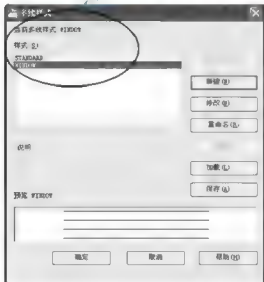 多线样式
当前多线样式: WINDOW
样式(S):
STANDARD
WINDOW
新建(N)
修改(M)
重命名(R)
说明
加载(L)
保存(A)
预览: WINDOW
确定
取消
帮助(H)